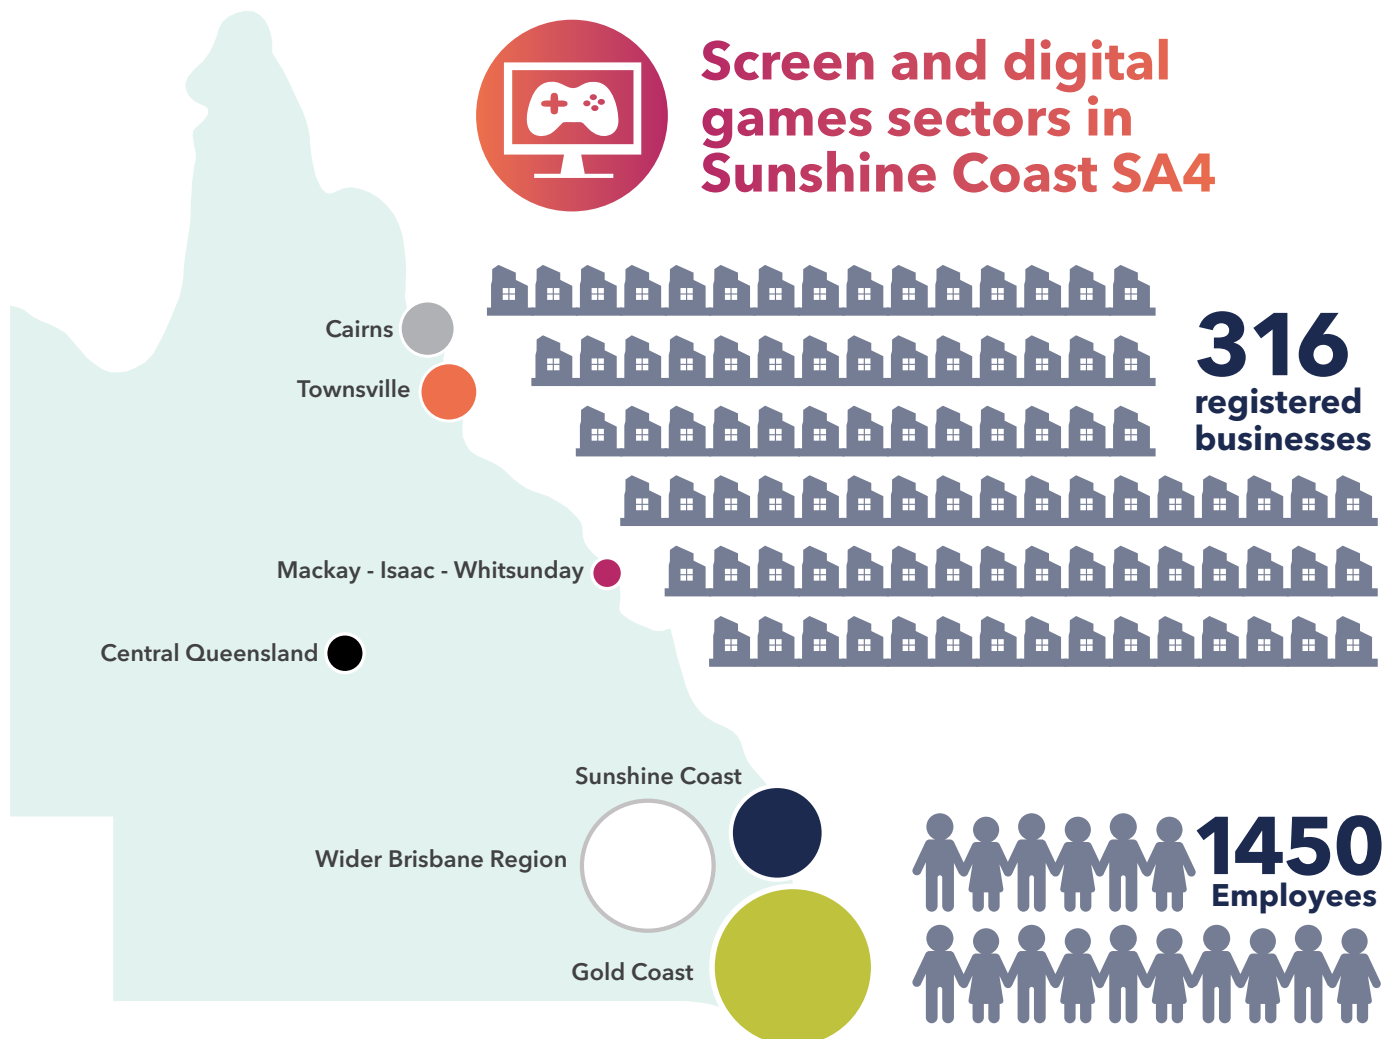 Screen and digital
games sectors in
Sunshine Coast SA4
Cairns
Townsville
316
registered
businesses
Mackay - Isaac - Whitsunday
Central Queensland
Sunshine Coast
Wider Brisbane Region
1450
Employees
Gold Coast